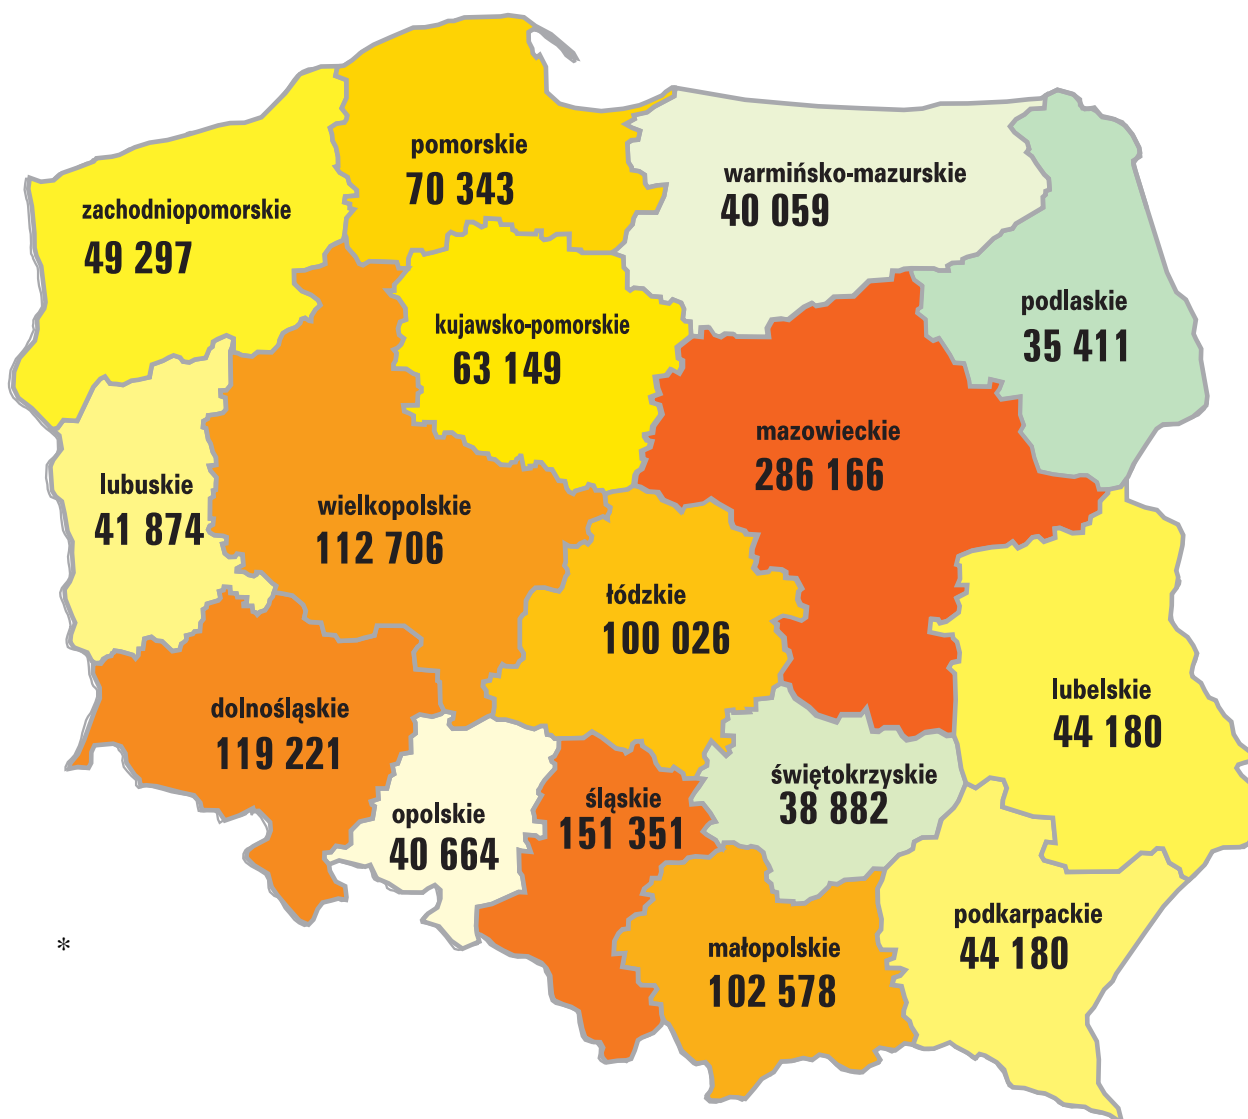 pomorskie
70 343
warmińsko-mazurskie
40 059
zachodniopomorskie
49 297
podlaskie
35 411
kujawsko-pomorskie
63 149
mazowieckie
286 166
lubuskie
41 874
wielkopolskie
112 706
łódzkie
100 026
lubelskie
44 180
dolnośląskie
119 221
świętokrzyskie
38 882
opolskie
40 664
śląskie
151 351
podkarpackie
44 180
małopolskie
102 578
*